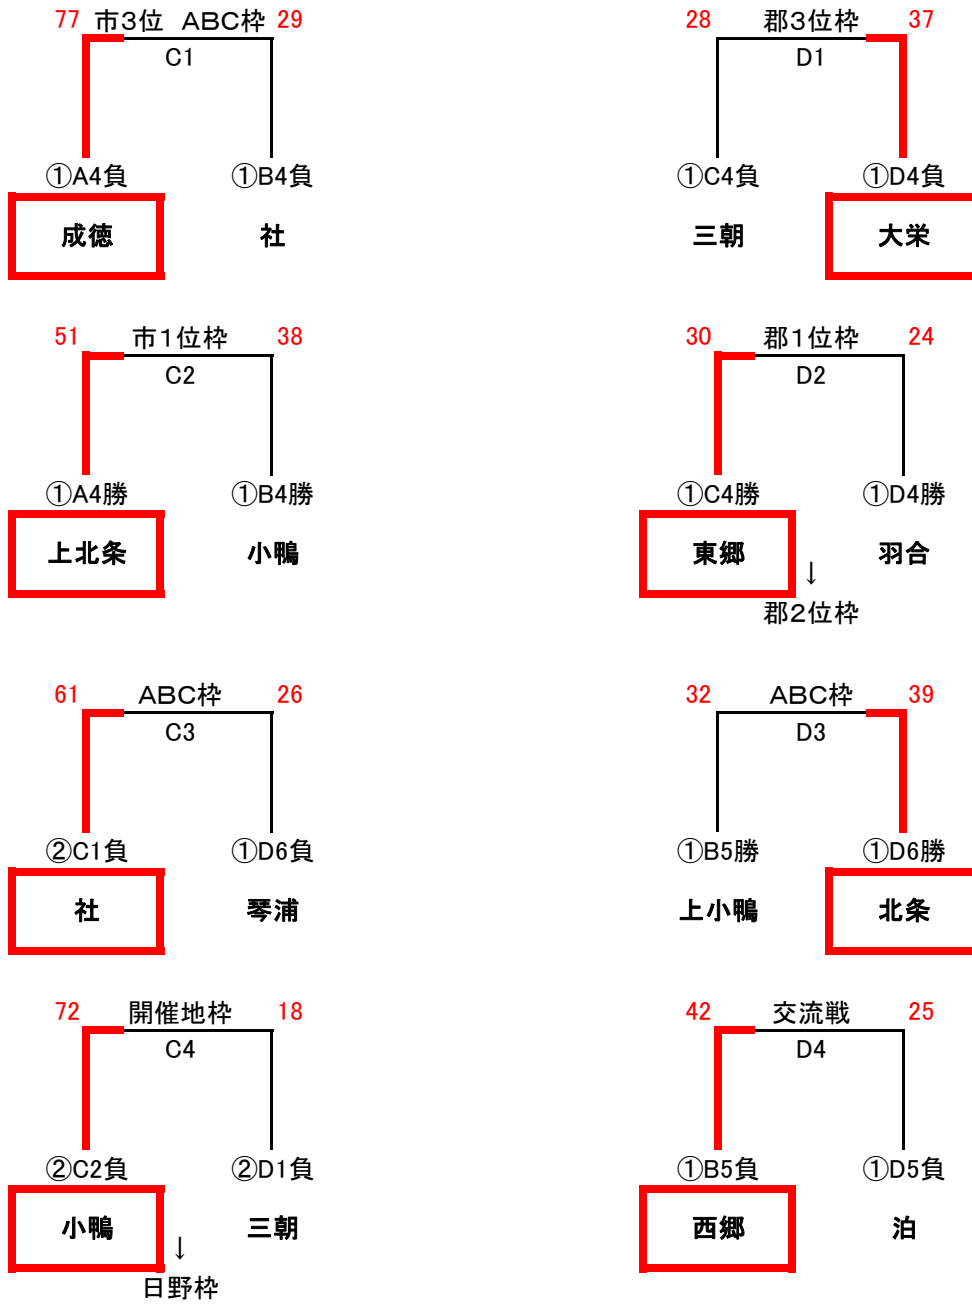 77 市3位 ABC枠 29
C1
①A4負 ①B4負
成徳 社
28 郡3位枠 37
D1
①C4負 ①D4負
三朝 大栄
51 市1位枠 38
C2
①A4勝 ①B4勝
上北条 小鴨
30 郡1位枠 24
D2
①C4勝 ①D4勝
東郷 羽合
↓
郡2位枠
61 ABC枠 26
C3
②C1負 ①D6負
社 琴浦
32 ABC枠 39
D3
①B5勝 ①D6勝
上小鴨 北条
72 開催地枠 18
C4
②C2負 ②D1負
小鴨 三朝
↓
日野枠
42 交流戦 25
D4
①B5負 ①D5負
西郷 泊